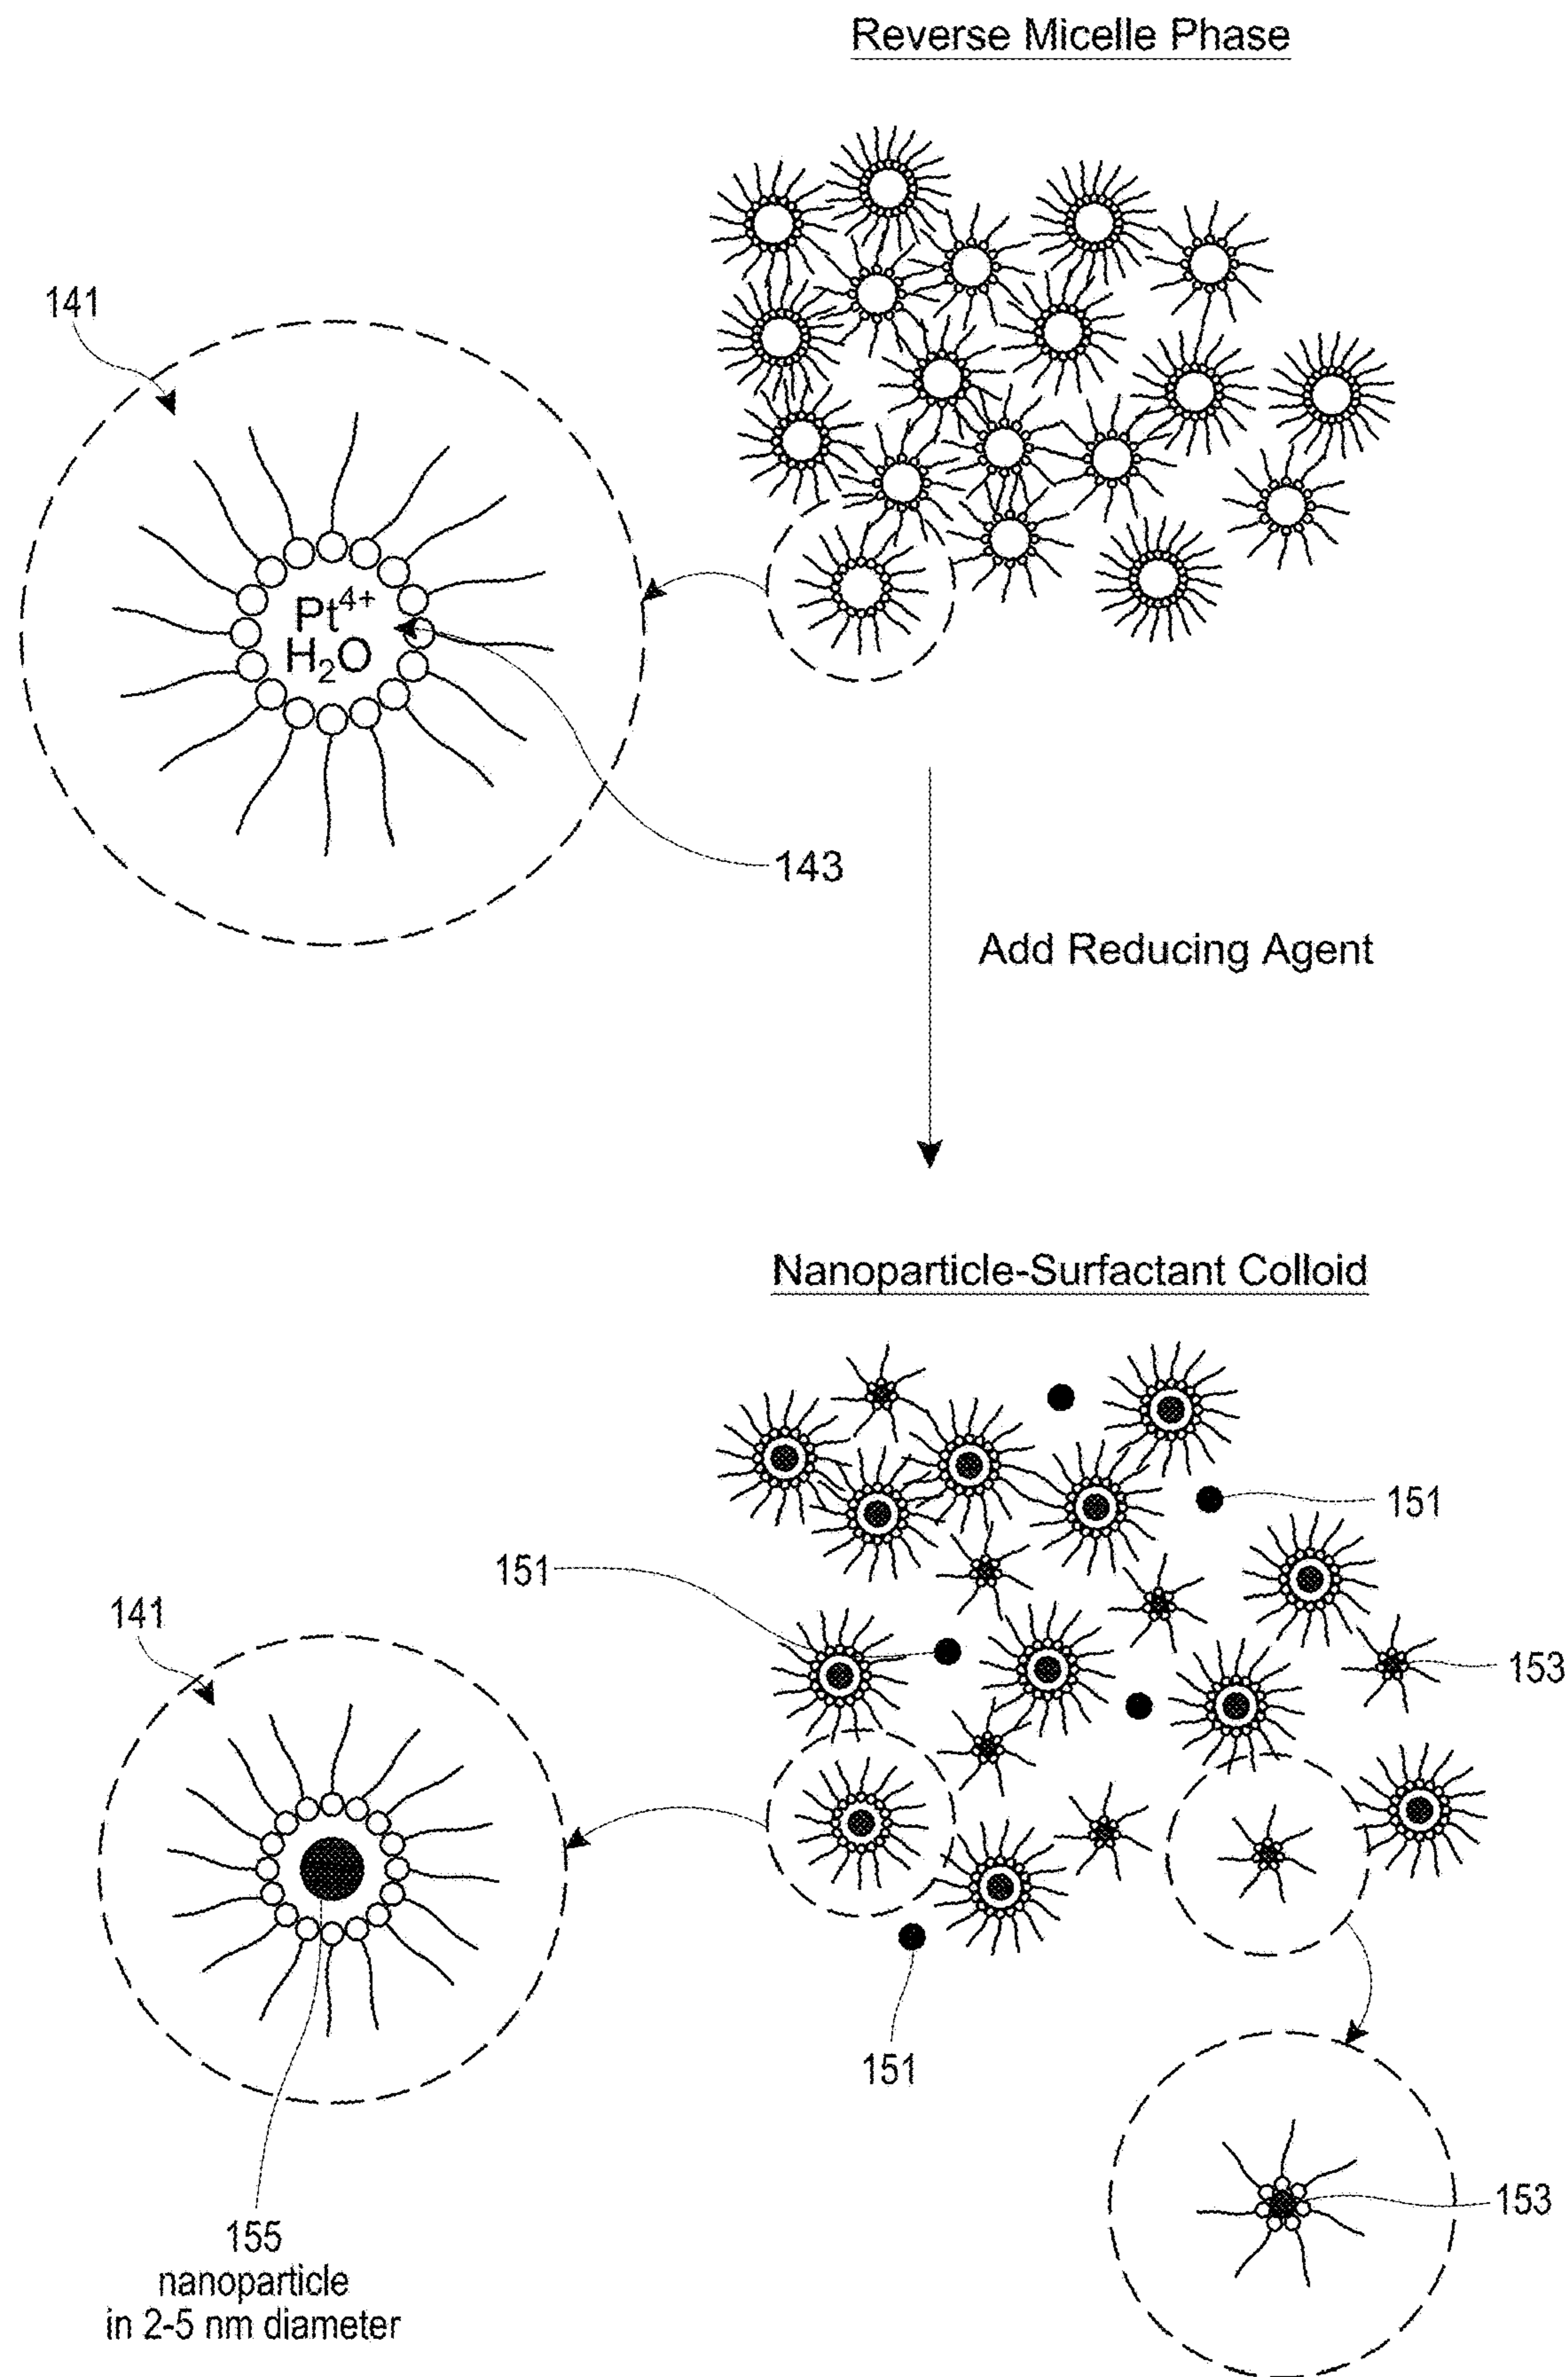 Reverse Micelle Phase
141
Pt⁴⁺
H₂O
143
Add Reducing Agent
Nanoparticle-Surfactant Colloid
151
151
141
153
151
153
155
nanoparticle
in 2-5 nm diameter